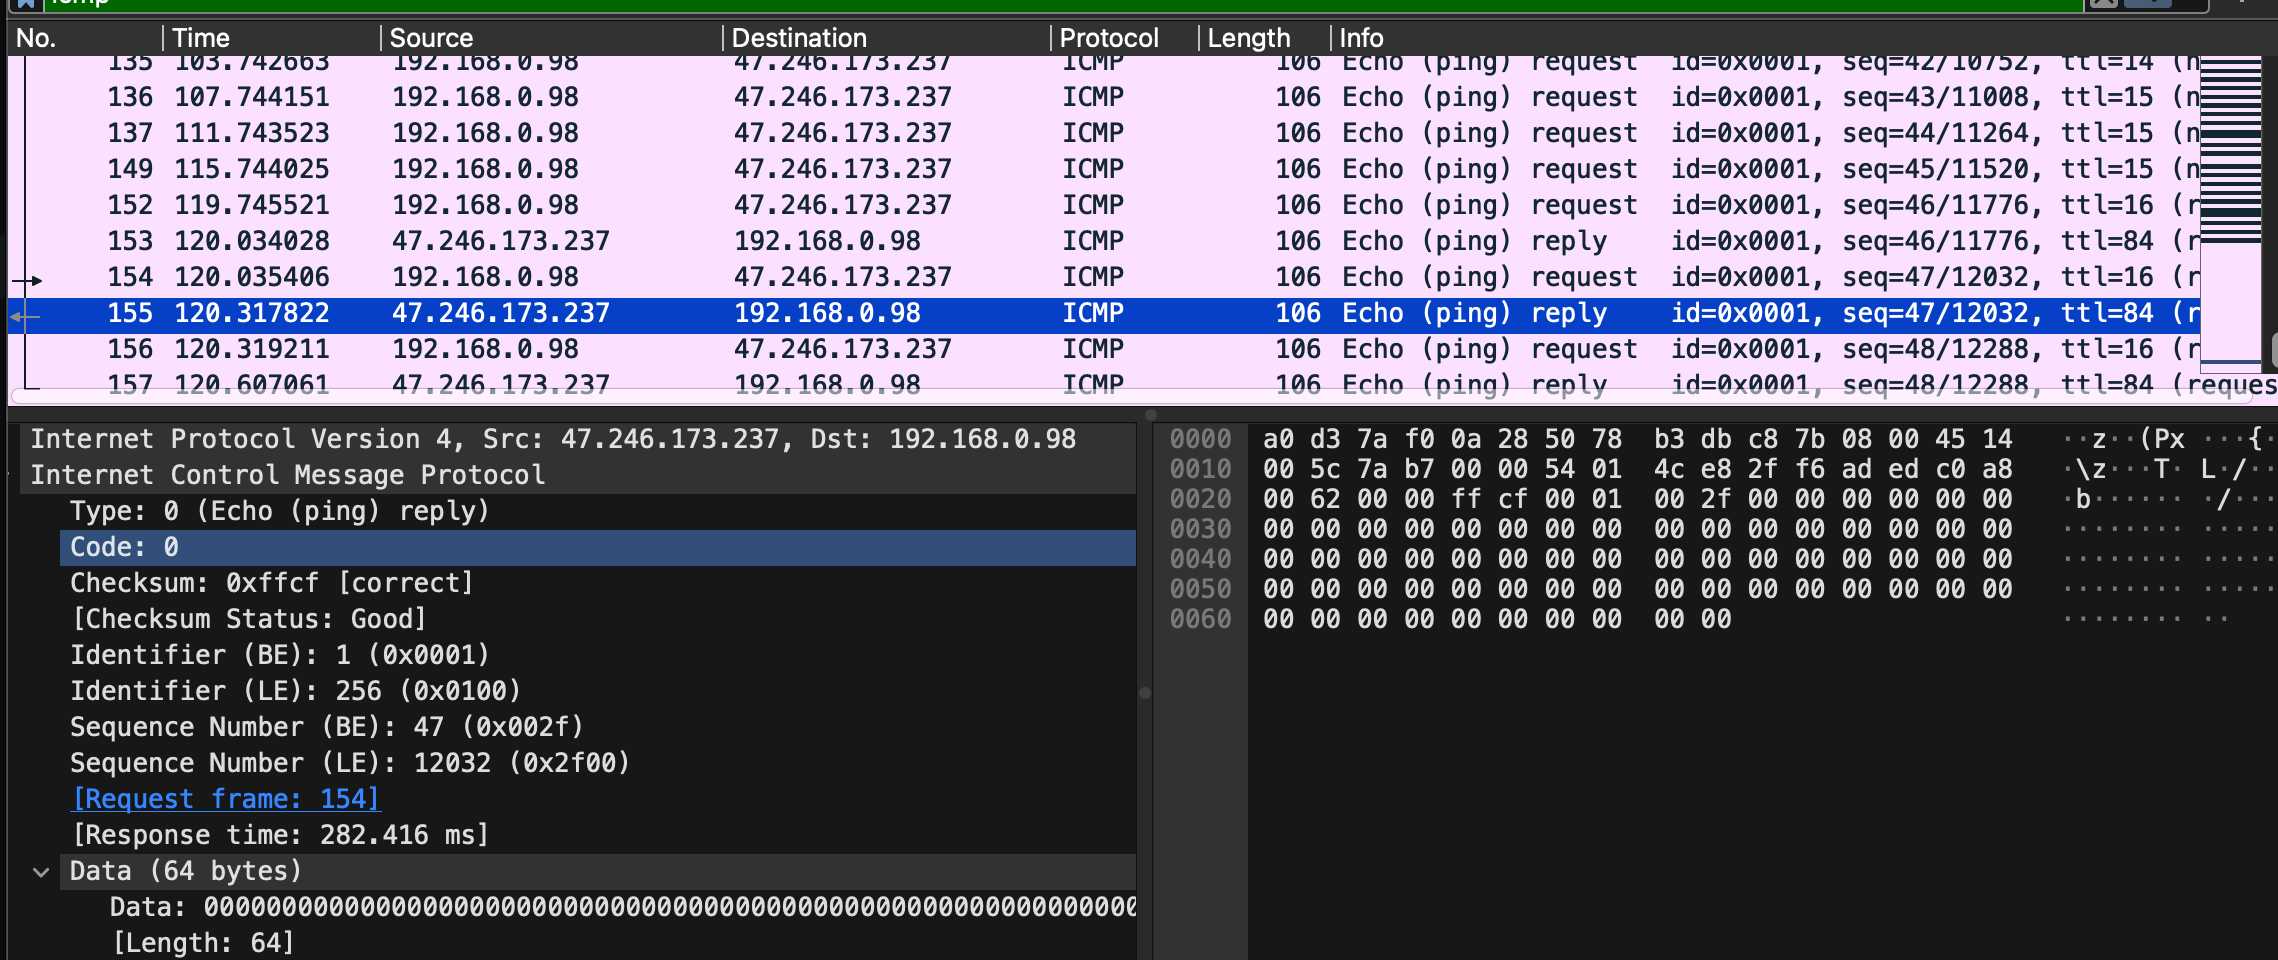 No. Time Source Destination Protocol Length Info
135 103.742663 192.168.0.98 47.246.173.237 ICMP 106 Echo (ping) request id=0x0001, seq=42/10752, ttl=14 (n
136 107.744151 192.168.0.98 47.246.173.237 ICMP 106 Echo (ping) request id=0x0001, seq=43/11008, ttl=15 (n
137 111.743523 192.168.0.98 47.246.173.237 ICMP 106 Echo (ping) request id=0x0001, seq=44/11264, ttl=15 (n
149 115.744025 192.168.0.98 47.246.173.237 ICMP 106 Echo (ping) request id=0x0001, seq=45/11520, ttl=15 (n
152 119.745521 192.168.0.98 47.246.173.237 ICMP 106 Echo (ping) request id=0x0001, seq=46/11776, ttl=16 (r
153 120.034028 47.246.173.237 192.168.0.98 ICMP 106 Echo (ping) reply id=0x0001, seq=46/11776, ttl=84 (r
154 120.035406 192.168.0.98 47.246.173.237 ICMP 106 Echo (ping) request id=0x0001, seq=47/12032, ttl=16 (r
155 120.317822 47.246.173.237 192.168.0.98 ICMP 106 Echo (ping) reply id=0x0001, seq=47/12032, ttl=84 (r
156 120.319211 192.168.0.98 47.246.173.237 ICMP 106 Echo (ping) request id=0x0001, seq=48/12288, ttl=16 (r
157 120.607061 47.246.173.237 192.168.0.98 ICMP 106 Echo (ping) reply id=0x0001, seq=48/12288, ttl=84 (reques
Internet Protocol Version 4, Src: 47.246.173.237, Dst: 192.168.0.98
Internet Control Message Protocol
Type: 0 (Echo (ping) reply)
Code: 0
Checksum: 0xffcf [correct]
[Checksum Status: Good]
Identifier (BE): 1 (0x0001)
Identifier (LE): 256 (0x0100)
Sequence Number (BE): 47 (0x002f)
Sequence Number (LE): 12032 (0x2f00)
[Request frame: 154]
[Response time: 282.416 ms]
Data (64 bytes)
Data: 000000000000000000000000000000000000000000000000000000000000
[Length: 64]
0000 a0 d3 7a f0 0a 28 50 78 b3 db c8 7b 08 00 45 14 ··z··(Px ···{·
0010 00 5c 7a b7 00 00 54 01 4c e8 2f f6 ad ed c0 a8 ·\z···T· L·/··
0020 00 62 00 00 ff cf 00 01 00 2f 00 00 00 00 00 00 ·b······ ·/···
0030 00 00 00 00 00 00 00 00 00 00 00 00 00 00 00 00 ········ ·····
0040 00 00 00 00 00 00 00 00 00 00 00 00 00 00 00 00 ········ ·····
0050 00 00 00 00 00 00 00 00 00 00 00 00 00 00 00 00 ········ ·····
0060 00 00 00 00 00 00 00 00 00 00 ········ ··